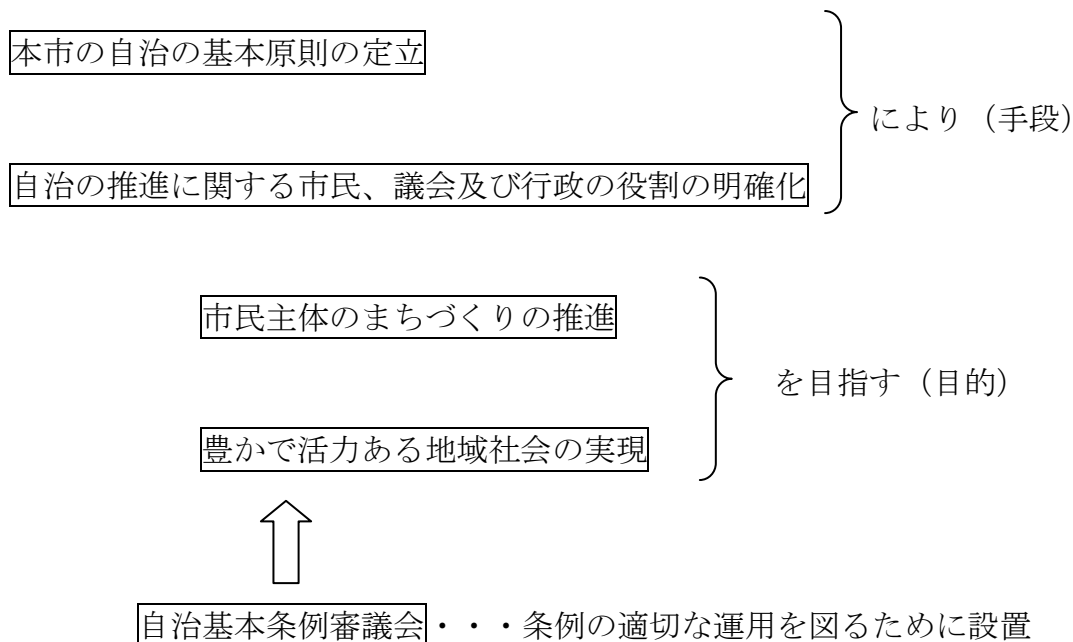 本市の自治の基本原則の定立
により（手段）
自治の推進に関する市民、議会及び行政の役割の明確化
市民主体のまちづくりの推進
を目指す（目的）
豊かで活力ある地域社会の実現
自治基本条例審議会・・・条例の適切な運用を図るために設置